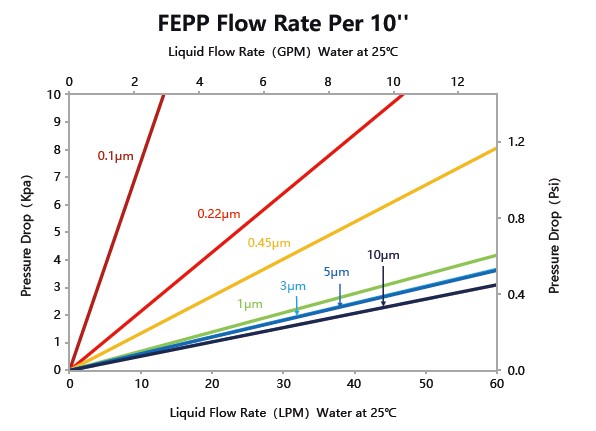 FEPP Flow Rate Per 10''
Liquid Flow Rate（GPM）Water at 25℃
0 2 4 6 8 10 12
10
9
8
7
6
5
4
3
2
1
0
1.2
0.8
0.4
0.0
Pressure Drop（Kpa）
Pressure Drop（Psi）
0.1μm
0.22μm
0.45μm
10μm
5μm
3μm
1μm
0 10 20 30 40 50 60
Liquid Flow Rate（LPM）Water at 25℃